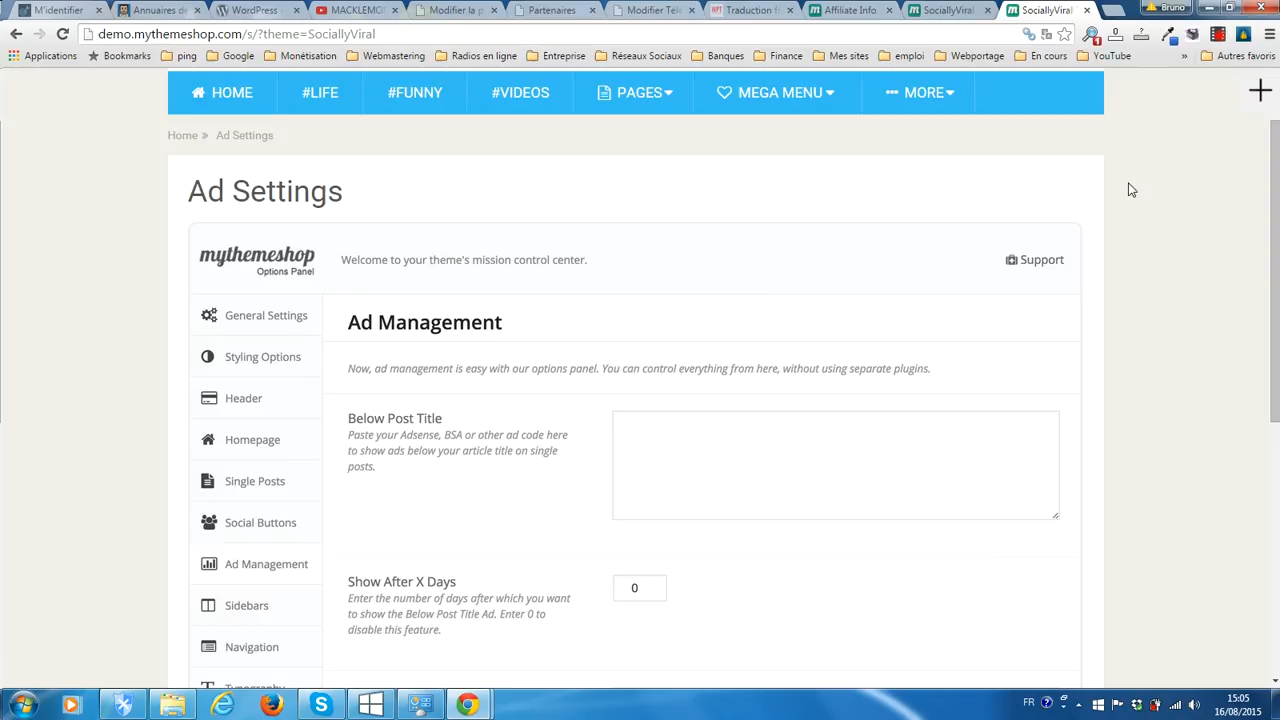 M'identifier
Annuaires de
WordPress
MACKLEMO
Modifier la p
Partenaires
Modifier Tél
Traduction f
Affiliate Info
SociallyViral
SociallyViral
Bruno
demo.mythemeshop.com/s/?theme=SociallyViral
Applications
Bookmarks
ping
Google
Monétisation
Webmastering
Radios en ligne
Entreprise
Réseaux Sociaux
Banques
Finance
Mes sites
emploi
Webportage
En cours
YouTube
»
Autres favoris
HOME
#LIFE
#FUNNY
#VIDEOS
PAGES
MEGA MENU
MORE
Home » Ad Settings
Ad Settings
mythemeshop
Options Panel
Welcome to your theme's mission control center.
Support
General Settings
Styling Options
Header
Homepage
Single Posts
Social Buttons
Ad Management
Sidebars
Navigation
Typography
Ad Management
Now, ad management is easy with our options panel. You can control everything from here, without using separate plugins.
Below Post Title
Paste your Adsense, BSA or other ad code here
to show ads below your article title on single
posts.
Show After X Days
0
Enter the number of days after which you want
to show the Below Post Title Ad. Enter 0 to
disable this feature.
FR
15:05
16/08/2015